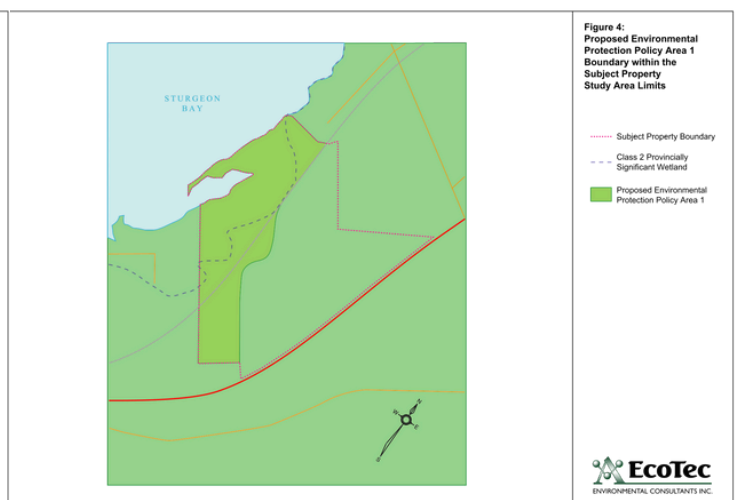 STURGEON
BAY
N
W
E
S
Figure 4:
Proposed Environmental
Protection Policy Area 1
Boundary within the
Subject Property
Study Area Limits
Subject Property Boundary
Class 2 Provincially
Significant Wetland
Proposed Environmental
Protection Policy Area 1
EcoTec
ENVIRONMENTAL CONSULTANTS INC.